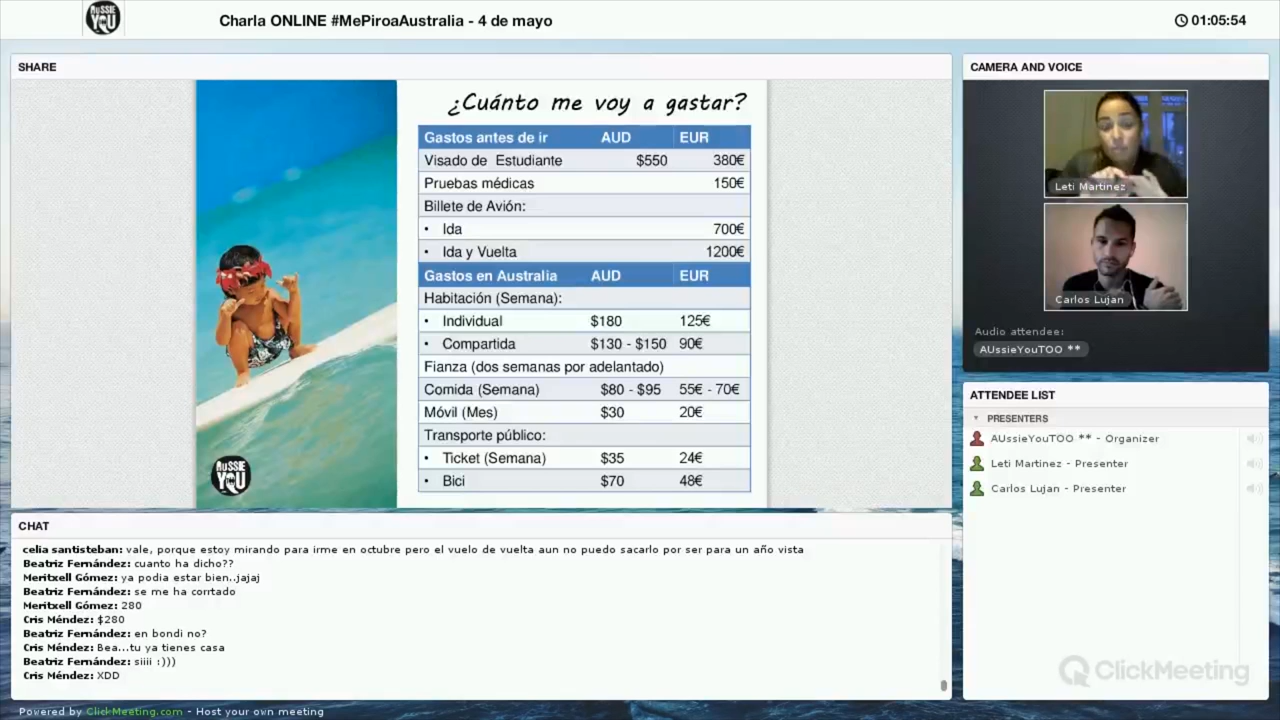 AUSSIE
YOU
Charla ONLINE #MePiroaAustralia - 4 de mayo
01:05:54
SHARE
¿Cuánto me voy a gastar?
Gastos antes de ir AUD EUR
Visado de Estudiante $550 380€
Pruebas médicas 150€
Billete de Avión:
• Ida 700€
• Ida y Vuelta 1200€
Gastos en Australia AUD EUR
Habitación (Semana):
• Individual $180 125€
• Compartida $130 - $150 90€
Fianza (dos semanas por adelantado)
Comida (Semana) $80 - $95 55€ - 70€
Móvil (Mes) $30 20€
Transporte público:
• Ticket (Semana) $35 24€
• Bici $70 48€
AUSSIE
YOU
CAMERA AND VOICE
Leti Martinez
Carlos Lujan
Audio attendee:
AUssieYouTOO **
ATTENDEE LIST
PRESENTERS
AUssieYouTOO ** - Organizer
Leti Martinez - Presenter
Carlos Lujan - Presenter
ClickMeeting
CHAT
celia santisteban: vale, porque estoy mirando para irme en octubre pero el vuelo de vuelta aun no puedo sacarlo por ser para un año vista
Beatriz Fernández: cuanto ha dicho??
Meritxell Gómez: ya podia estar bien..jajaj
Beatriz Fernández: se me ha corrtado
Meritxell Gómez: 280
Cris Méndez: $280
Beatriz Fernández: en bondi no?
Cris Méndez: Bea...tu ya tienes casa
Beatriz Fernández: siiii :)))
Cris Méndez: XDD
Powered by ClickMeeting.com - Host your own meeting